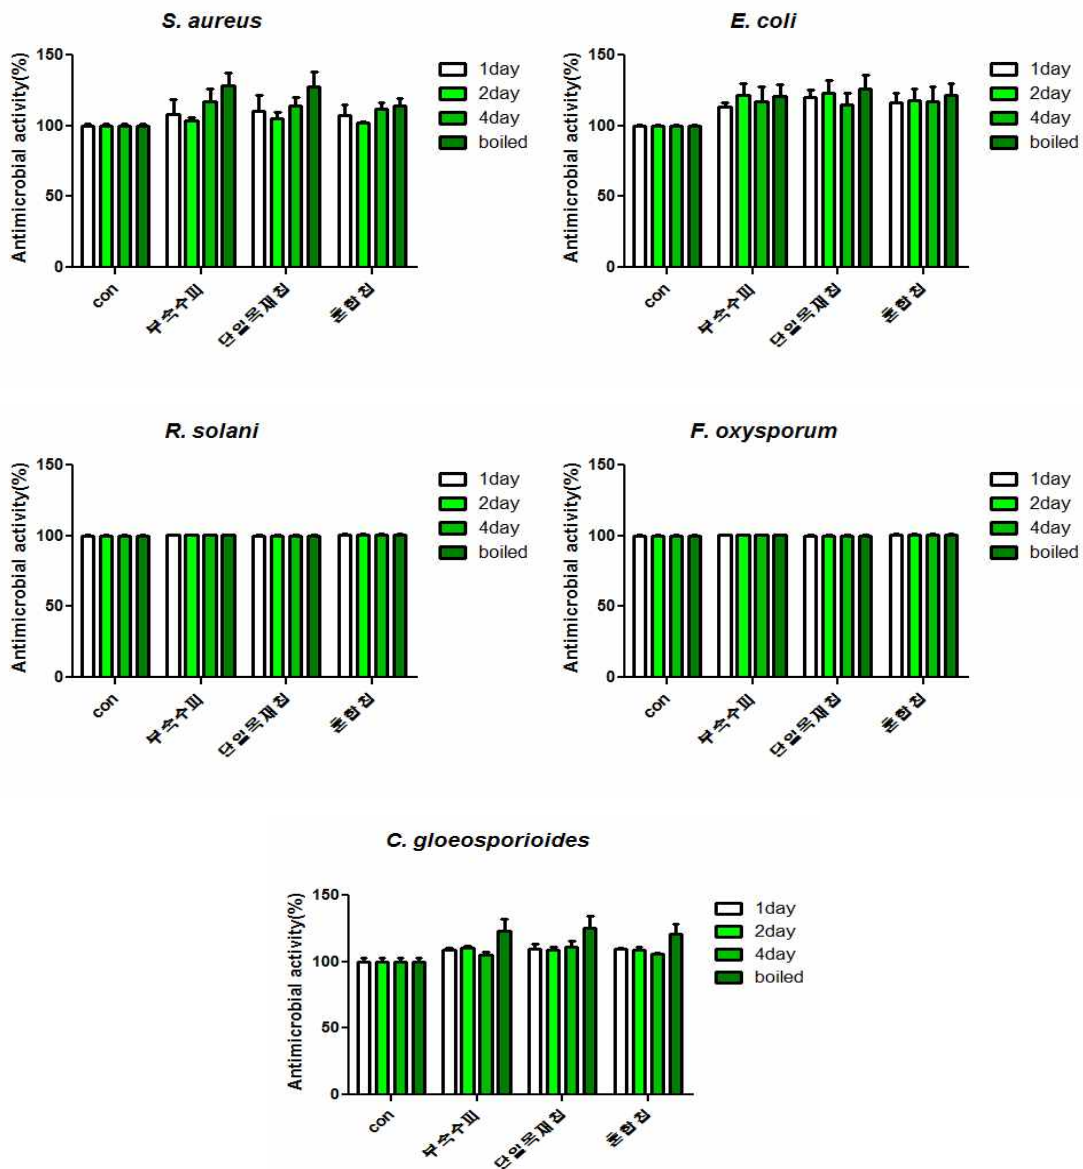 S. aureus
Antimicrobial activity(%)
150
100
50
0
con
부숙수피
단일목재칩
혼합칩
1day
2day
4day
boiled
E. coli
Antimicrobial activity(%)
150
100
50
0
con
부숙수피
단일목재칩
혼합칩
1day
2day
4day
boiled
R. solani
Antimicrobial activity(%)
150
100
50
0
con
부숙수피
단일목재칩
혼합칩
1day
2day
4day
boiled
F. oxysporum
Antimicrobial activity(%)
150
100
50
0
con
부숙수피
단일목재칩
혼합칩
1day
2day
4day
boiled
C. gloeosporioides
Antimicrobial activity(%)
150
100
50
0
con
부숙수피
단일목재칩
혼합칩
1day
2day
4day
boiled